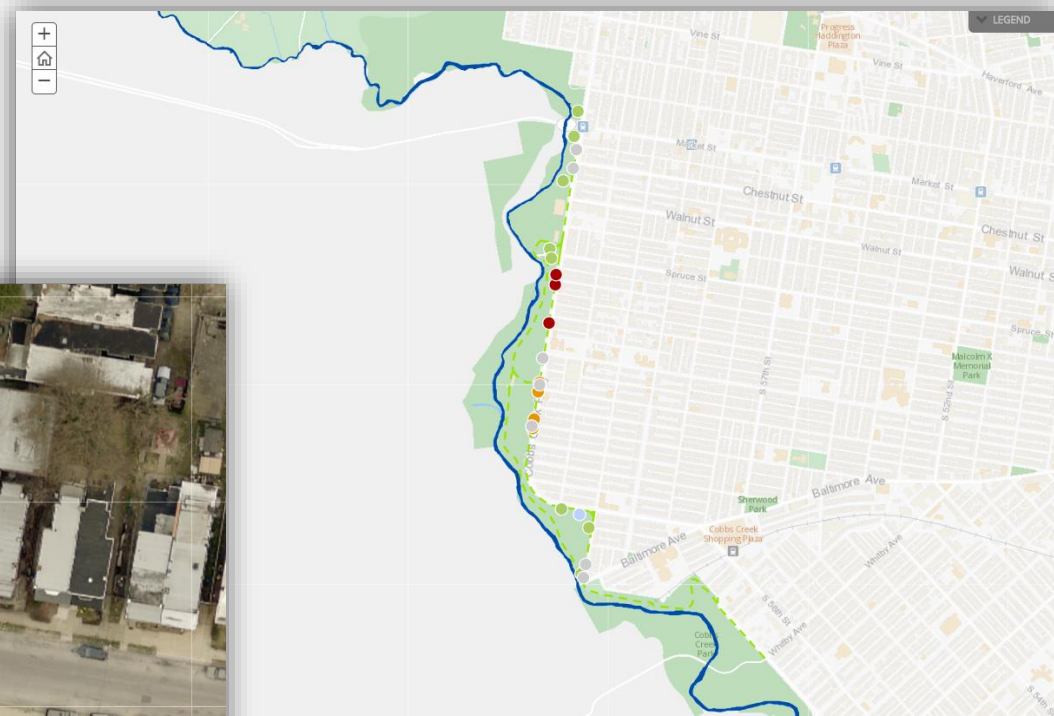 +
−
LEGEND
Progress
Haddington
Plaza
Vine St
Vine St
Haverford Ave
Market St
Market St
Chestnut St
Chestnut St
Walnut St
Walnut St
Walnut S
Spruce St
Spruce St
Malcolm X
Memorial
Park
S 57th St
S 52nd St
Cobbs
Baltimore Ave
Sherwood
Park
Cobbs Creek
Shopping Plaza
Baltimore Ave
Whitby Ave
S 56th St
Whitby Ave
Cobbs
Creek
Park
S 54th St